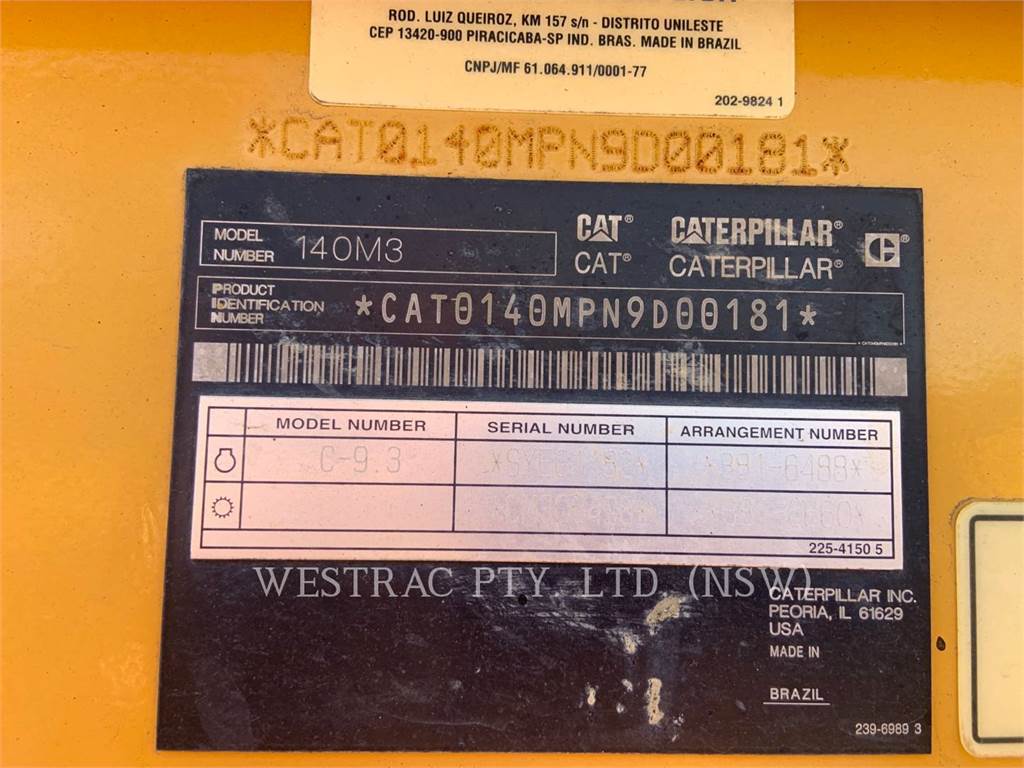 ROD. LUIZ QUEIROZ, KM 157 s/n - DISTRITO UNILESTE
CEP 13420-900 PIRACICABA-SP IND. BRAS. MADE IN BRAZIL
CNPJ/MF 61.064.911/0001-77
202-9824 1
*CAT0140MPN9D00181*
MODEL NUMBER 140M3
CAT® CATERPILLAR®
CAT® CATERPILLAR®
PRODUCT IDENTIFICATION NUMBER *CAT0140MPN9D00181*
MODEL NUMBER SERIAL NUMBER ARRANGEMENT NUMBER
C-9.3 *391-6488*
225-4150 5
WESTRAC PTY. LTD. (NSW)
CATERPILLAR INC.
PEORIA, IL 61629
USA
MADE IN
BRAZIL
239-6989 3